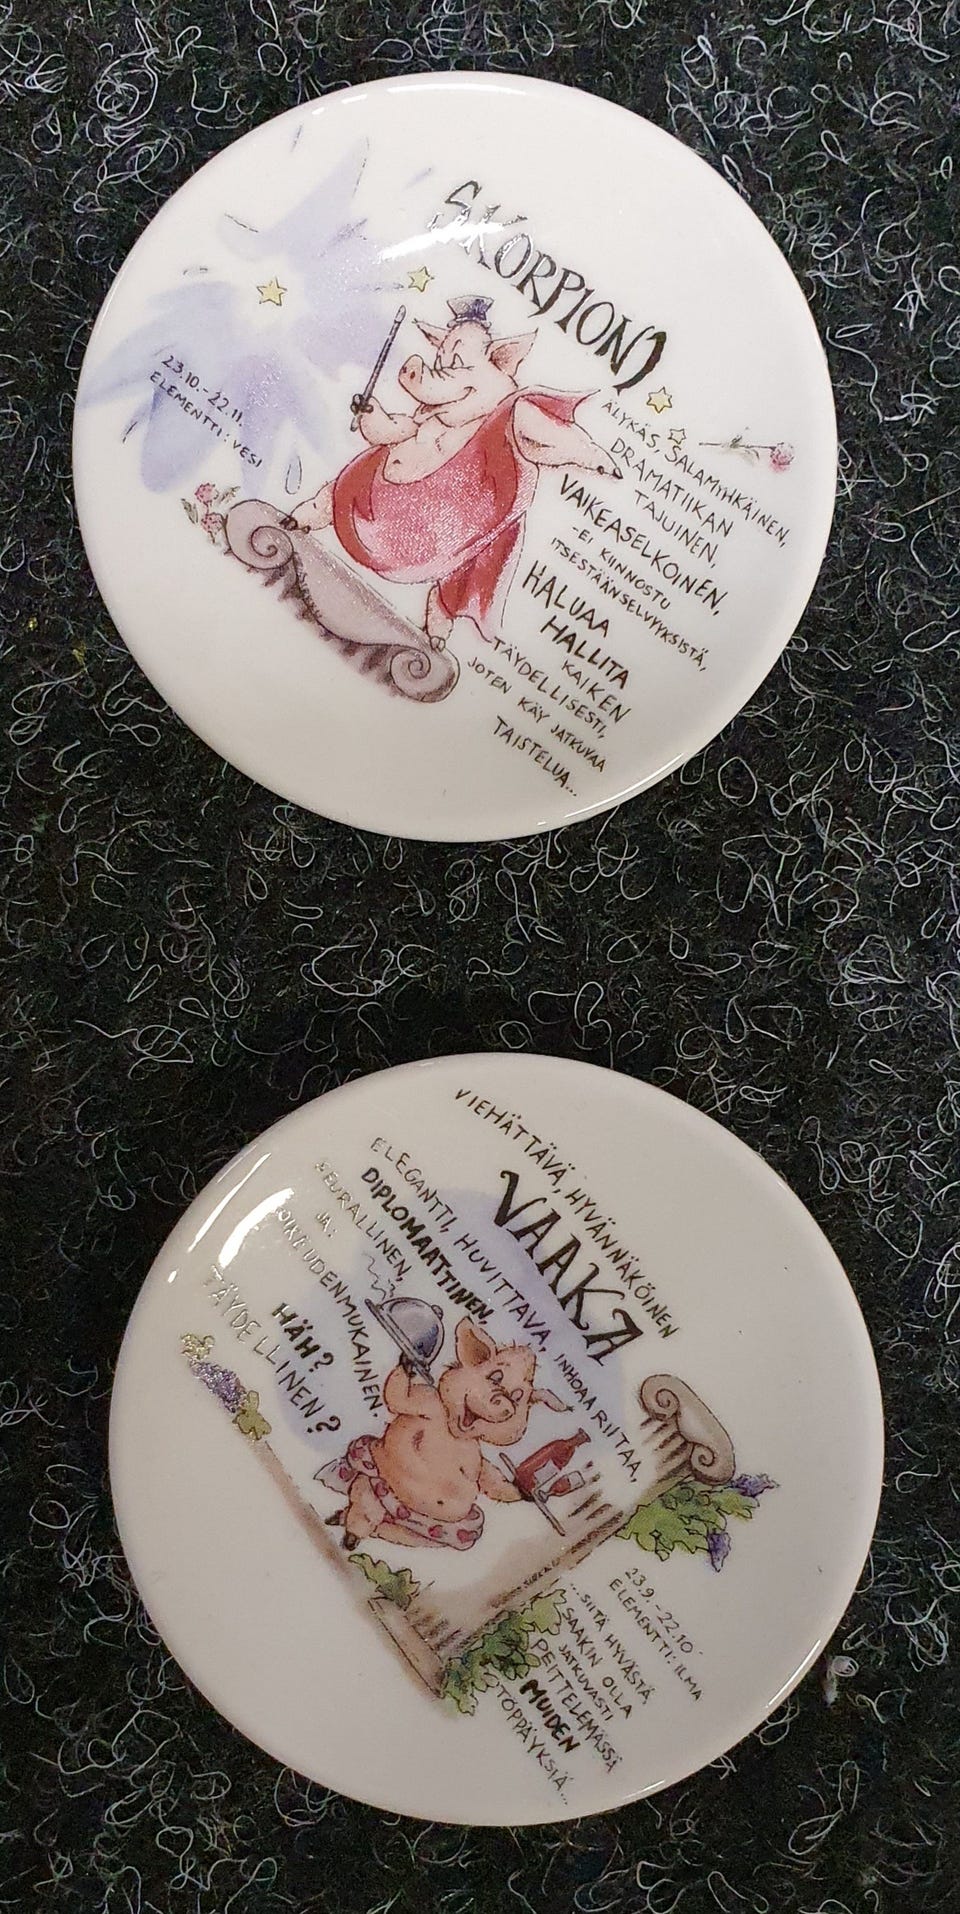 SKORPIONI
23.10.-22.11.
ELEMENTTI: VESI
ÄLYKÄS, SALAMYHKÄINEN,
DRAMATIIKAN
TAJUINEN,
VAIKEASELKOINEN,
-EI KIINNOSTU
ITSESTÄÄNSELVYYKSISTÄ,
HALUAA
HALLITA
KAIKEN
TÄYDELLISESTI,
JOTEN KÄY JATKUVAA
TAISTELUA...
VIEHÄTTÄVÄ, HYVÄNNÄKÖINEN
VAAKA
ELEGANTTI, HUVITTAVA, INHOAA RIITAA,
DIPLOMAATTINEN,
SEURALLINEN,
JA:
OIKEUDENMUKAINEN.
HÄH?
TÄYDELLINEN?
23.9.-22.10
ELEMENTTI: ILMA
...SIITÄ HYVÄSTÄ
SAAKIN OLLA
JATKUVASTI
PEITTELEMÄSSÄ
MUIDEN
TÖPPÄYKSIÄ...